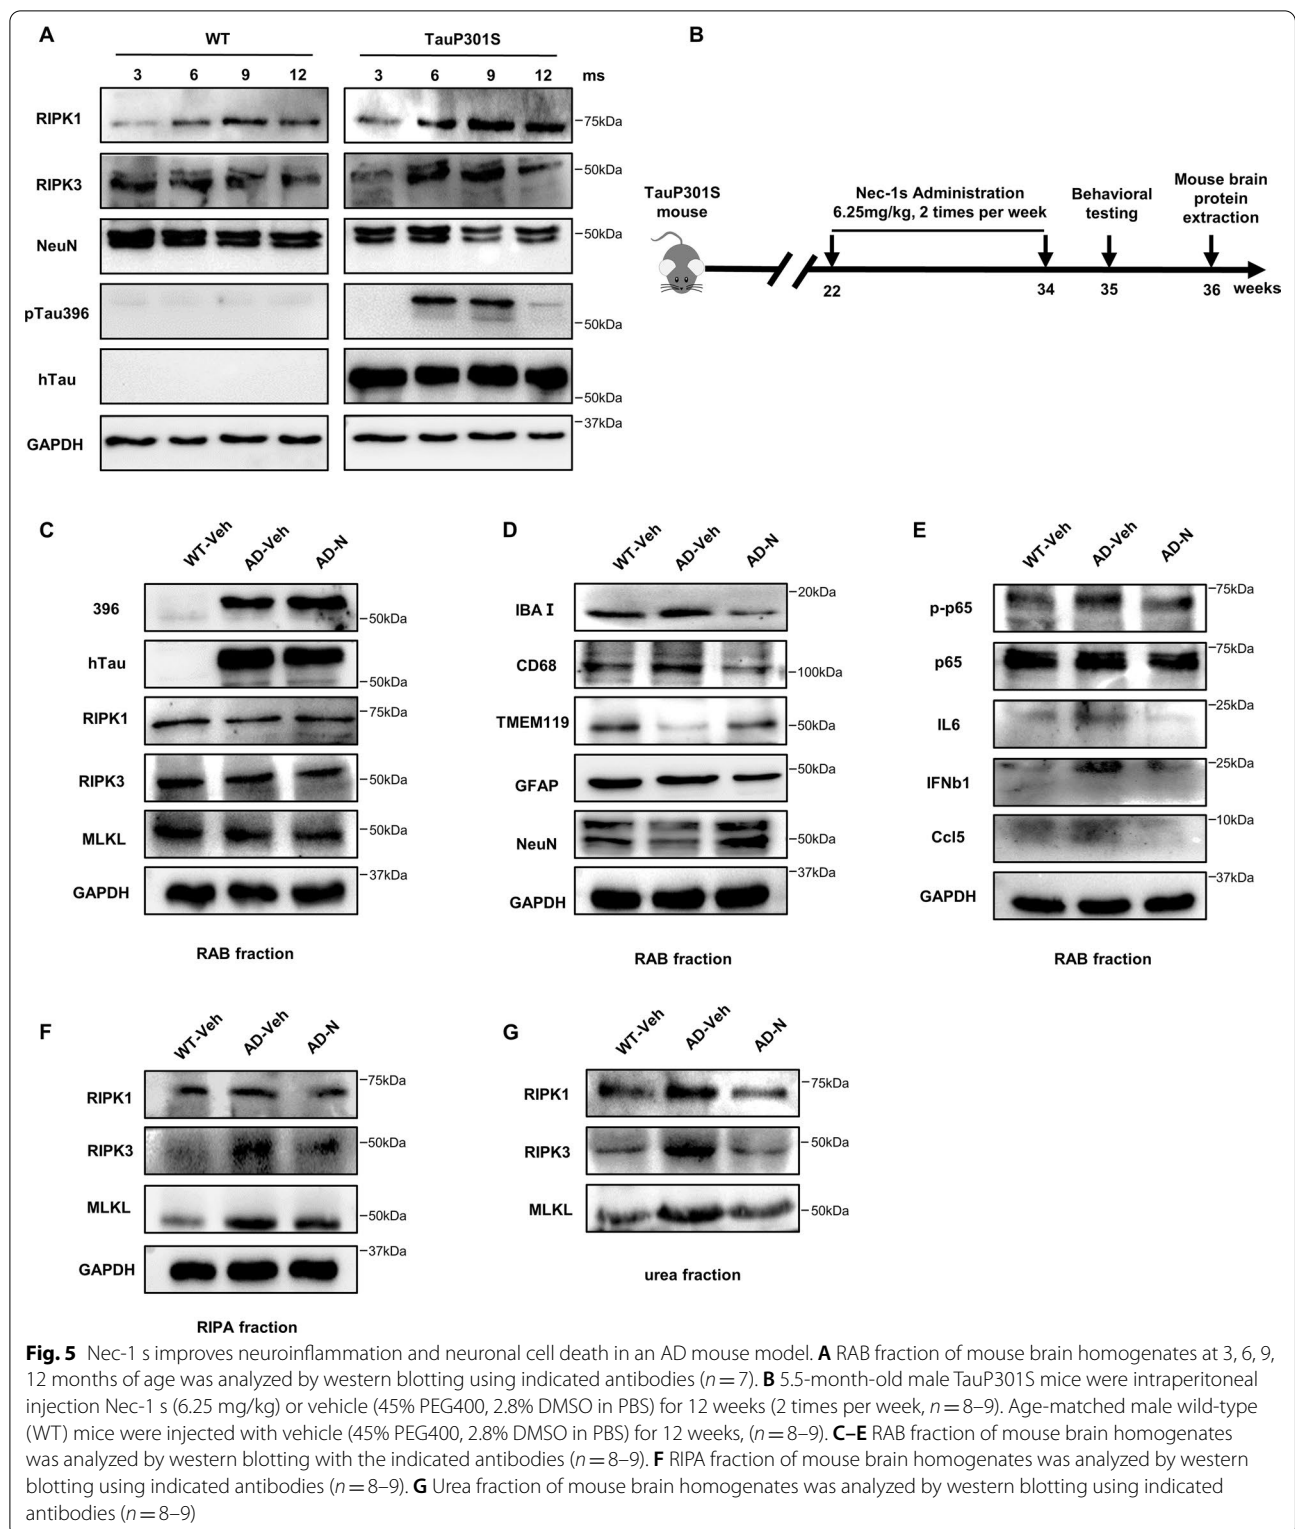 A
WT
TauP301S
3 6 9 12
3 6 9 12 ms
RIPK1
75kDa
RIPK3
50kDa
NeuN
50kDa
pTau396
50kDa
hTau
50kDa
37kDa
GAPDH
B
TauP301S
mouse
Nec-1s Administration
6.25mg/kg, 2 times per week
Behavioral
testing
Mouse brain
protein
extraction
22 34 35 36 weeks
C
WT-Veh AD-Veh AD-N
396
50kDa
hTau
50kDa
RIPK1
75kDa
RIPK3
50kDa
MLKL
50kDa
37kDa
GAPDH
RAB fraction
D
WT-Veh AD-Veh AD-N
20kDa
IBA I
CD68
100kDa
TMEM119
50kDa
50kDa
GFAP
NeuN
50kDa
37kDa
GAPDH
RAB fraction
E
WT-Veh AD-Veh AD-N
75kDa
p-p65
75kDa
p65
25kDa
IL6
25kDa
IFNb1
10kDa
Ccl5
37kDa
GAPDH
RAB fraction
F
WT-Veh AD-Veh AD-N
75kDa
RIPK1
50kDa
RIPK3
MLKL
50kDa
37kDa
GAPDH
RIPA fraction
G
WT-Veh AD-Veh AD-N
75kDa
RIPK1
50kDa
RIPK3
MLKL
50kDa
urea fraction
Fig. 5 Nec-1 s improves neuroinflammation and neuronal cell death in an AD mouse model. A RAB fraction of mouse brain homogenates at 3, 6, 9,
12 months of age was analyzed by western blotting using indicated antibodies (n = 7). B 5.5-month-old male TauP301S mice were intraperitoneal
injection Nec-1 s (6.25 mg/kg) or vehicle (45% PEG400, 2.8% DMSO in PBS) for 12 weeks (2 times per week, n = 8–9). Age-matched male wild-type
(WT) mice were injected with vehicle (45% PEG400, 2.8% DMSO in PBS) for 12 weeks, (n = 8–9). C–E RAB fraction of mouse brain homogenates
was analyzed by western blotting with the indicated antibodies (n = 8–9). F RIPA fraction of mouse brain homogenates was analyzed by western
blotting using indicated antibodies (n = 8–9). G Urea fraction of mouse brain homogenates was analyzed by western blotting using indicated
antibodies (n = 8–9)